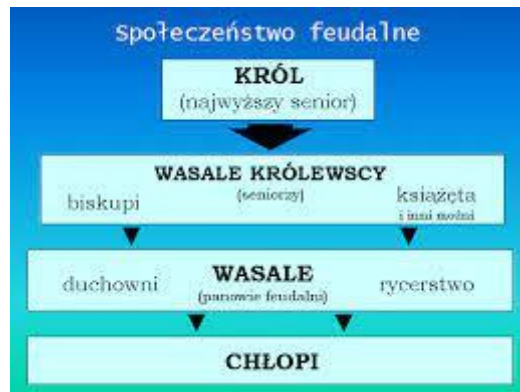 Społeczeństwo feudalne
KRÓL
(najwyższy senior)
WASALE KRÓLEWSCY
(seniorzy)
biskupi
książęta
i inni możni
duchowni
WASALE
(panowie feudalni)
rycerstwo
CHŁOPI